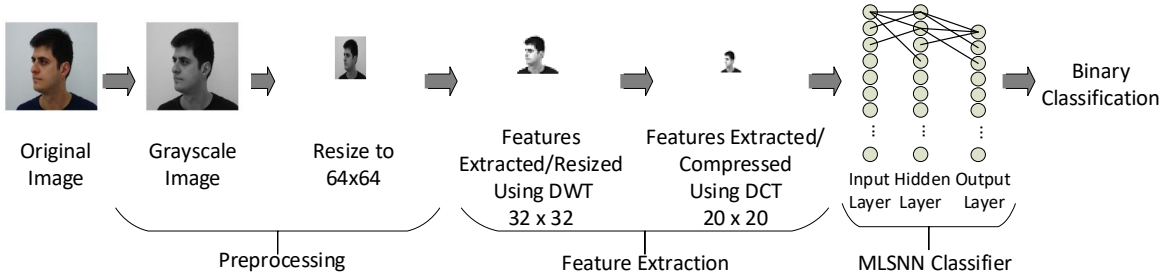 Original
Image
Grayscale
Image
Resize to
64x64
Features
Extracted/Resized
Using DWT
32 x 32
Features Extracted/
Compressed
Using DCT
20 x 20
Input
Layer
Hidden
Layer
Output
Layer
Binary
Classification
Preprocessing
Feature Extraction
MLSNN Classifier